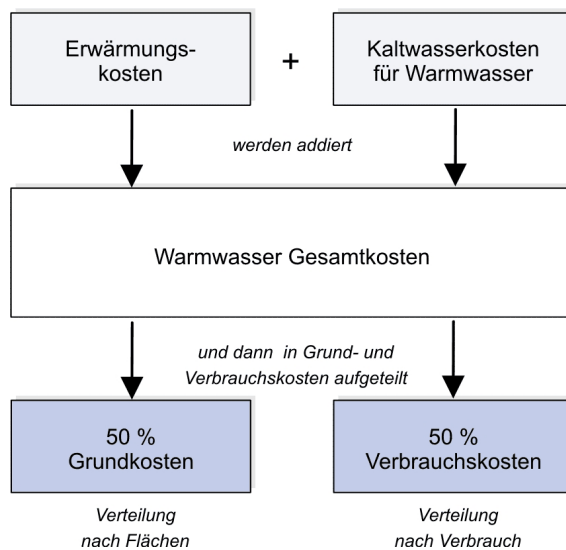 Erwärmungs-
kosten
+
Kaltwasserkosten
für Warmwasser
werden addiert
Warmwasser Gesamtkosten
und dann in Grund- und
Verbrauchskosten aufgeteilt
50 %
Grundkosten
50 %
Verbrauchskosten
Verteilung
nach Flächen
Verteilung
nach Verbrauch